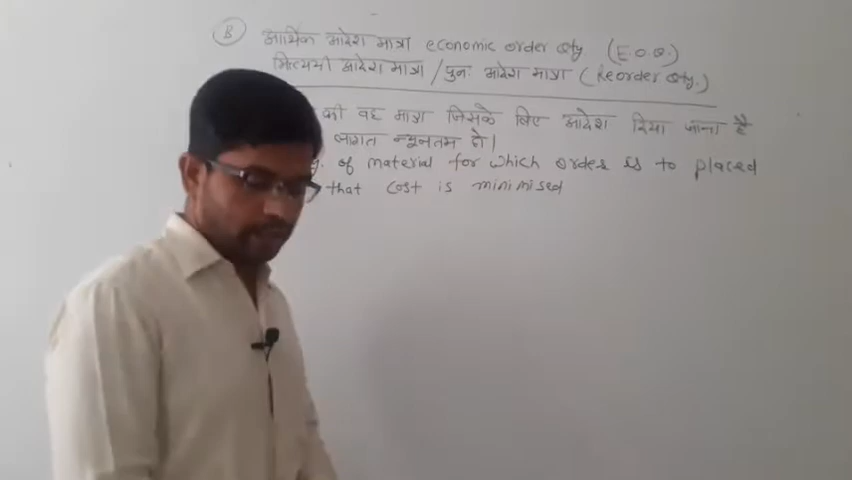 B आर्थिक आदेश मात्रा economic order Qty (E.O.Q.)
मितव्ययी आदेश मात्रा / पुनः आदेश मात्रा (Reorder Qty.)
की वह मात्रा जिसके लिए आदेश दिया जाना है
लागत न्यूनतम हो।
of material for which order is to placed
that cost is minimised